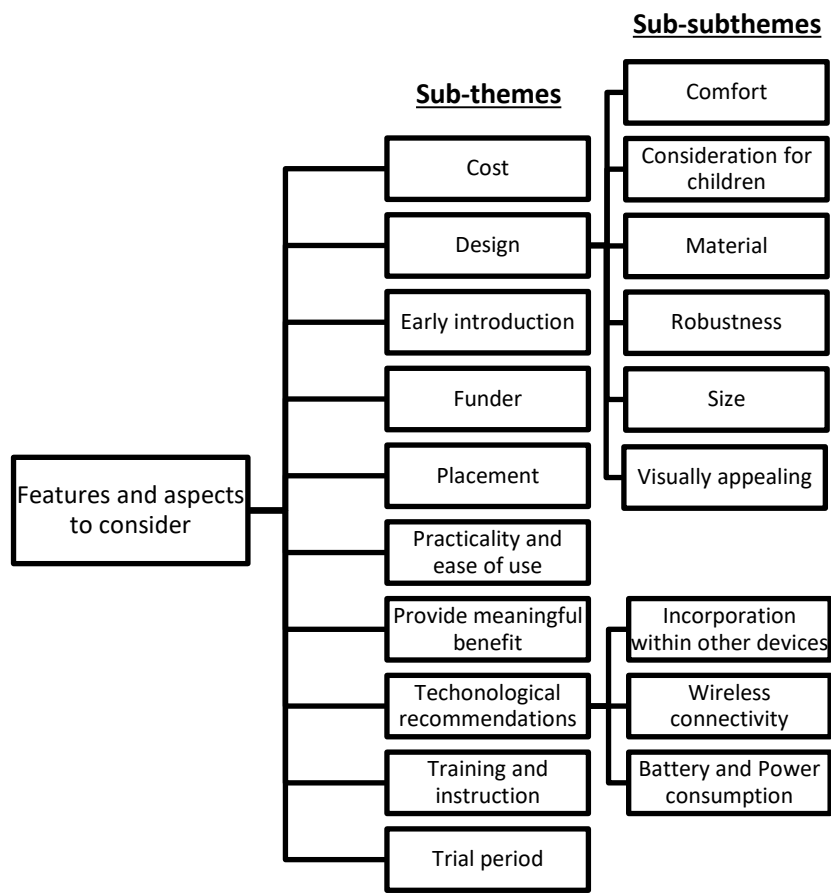 Sub-subthemes
Sub-themes
Comfort
Cost
Consideration for
children
Design
Material
Early introduction
Robustness
Funder
Size
Features and aspects
to consider
Placement
Visually appealing
Practicality and
ease of use
Provide meaningful
benefit
Incorporation
within other devices
Techonological
recommendations
Wireless
connectivity
Training and
instruction
Battery and Power
consumption
Trial period